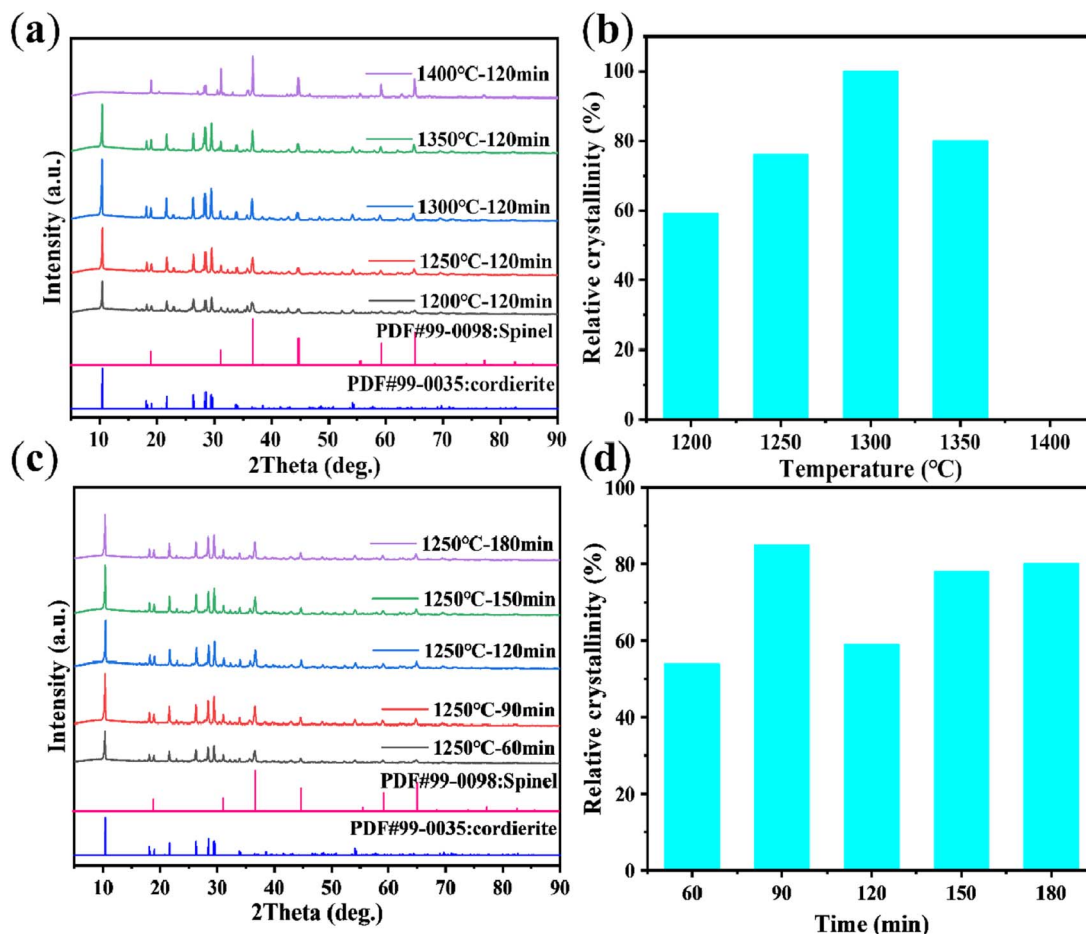 (a)
Intensity (a.u.)
1400°C-120min
1350°C-120min
1300°C-120min
1250°C-120min
1200°C-120min
PDF#99-0098:Spinel
PDF#99-0035:cordierite
10 20 30 40 50 60 70 80 90
2Theta (deg.)
(b)
Relative crystallinity (%)
100
80
60
40
20
0
1200 1250 1300 1350 1400
Temperature (℃)
(c)
Intensity (a.u.)
1250°C-180min
1250°C-150min
1250°C-120min
1250°C-90min
1250°C-60min
PDF#99-0098:Spinel
PDF#99-0035:cordierite
10 20 30 40 50 60 70 80 90
2Theta (deg.)
(d)
Relative crystallinity (%)
100
80
60
80
20
0
60 90 120 150 180
Time (min)